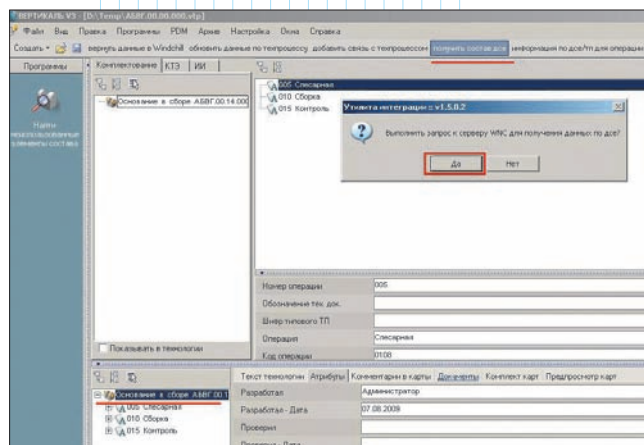 ВЕРТИКАЛЬ V3 - [D:\Temp\АБВГ.00.00.000.vtp]
Файл Вид Правка Программы PDM Архив Настройка Окна Справка
Создать вернуть данные в Windchill обновить данные по техпроцессу добавить связь с техпроцессом получить состав дсе информация по дсе/тп для операции
Программы
Найти неиспользованные элементы состава
Комплектование КТЭ ИИ
Основание в сборе АБВГ.00.14.000
005 Слесарная
010 Сборка
015 Контроль
Утилита интеграции :: v1.5.0.2
Выполнить запрос к серверу WNC для получения данных по дсе?
Да Нет
Номер операции 005
Обозначение тех. док.
Шифр типового ТП
Операция Слесарная
Код операции 0108
Показывать в технологии
Основание в сборе АБВГ.00.1
005 Слесарная
010 Сборка
015 Контроль
Текст технологии Атрибуты Комментарии в карты Документы Комплект карт Предпросмотр карт
Разработал Администратор
Разработал - Дата 07.08.2009
Проверил
Проверил - Дата